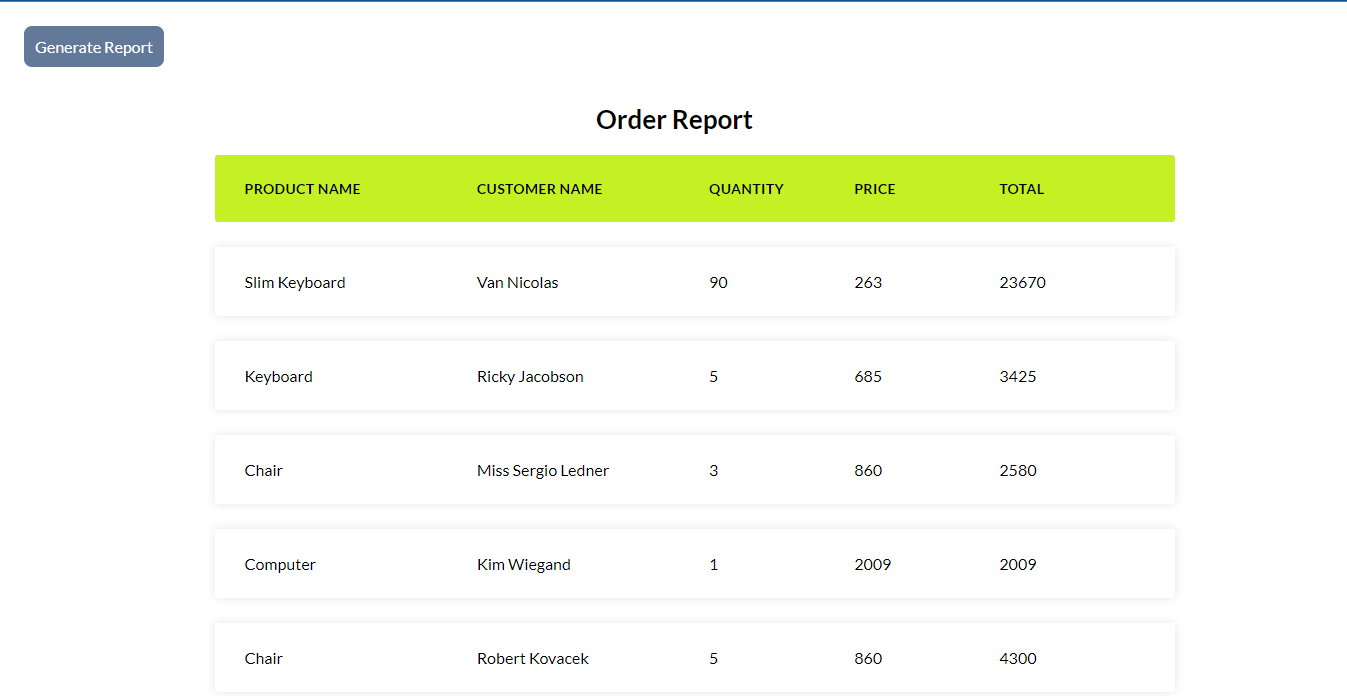 Generate Report
Order Report
PRODUCT NAME CUSTOMER NAME QUANTITY PRICE TOTAL
Slim Keyboard Van Nicolas 90 263 23670
Keyboard Ricky Jacobson 5 685 3425
Chair Miss Sergio Ledner 3 860 2580
Computer Kim Wiegand 1 2009 2009
Chair Robert Kovacek 5 860 4300